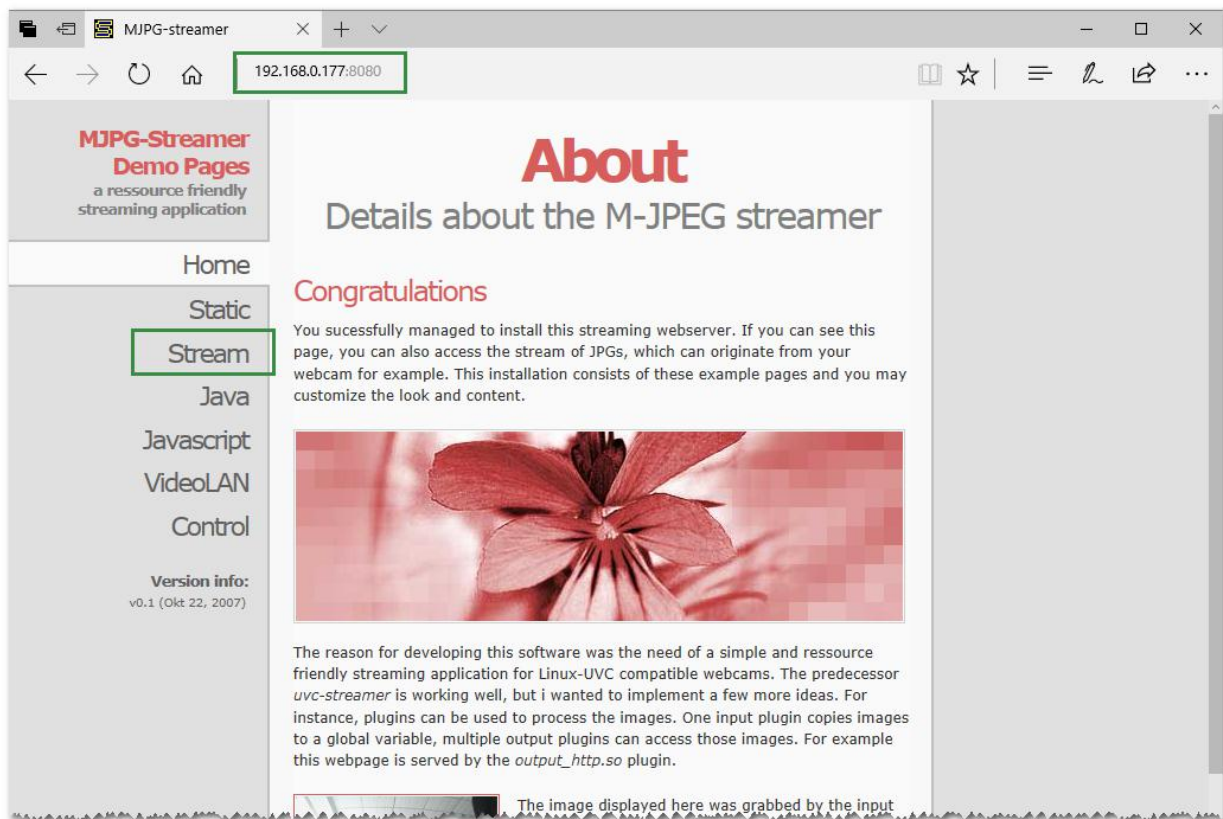 MJPG-streamer
192.168.0.177:8080
MJPG-Streamer
Demo Pages
a ressource friendly
streaming application
Home
Static
Stream
Java
Javascript
VideoLAN
Control
Version info:
v0.1 (Okt 22, 2007)
About
Details about the M-JPEG streamer
Congratulations
You sucessfully managed to install this streaming webserver. If you can see this
page, you can also access the stream of JPGs, which can originate from your
webcam for example. This installation consists of these example pages and you may
customize the look and content.
The reason for developing this software was the need of a simple and ressource
friendly streaming application for Linux-UVC compatible webcams. The predecessor
uvc-streamer is working well, but i wanted to implement a few more ideas. For
instance, plugins can be used to process the images. One input plugin copies images
to a global variable, multiple output plugins can access those images. For example
this webpage is served by the output_http.so plugin.
The image displayed here was grabbed by the input